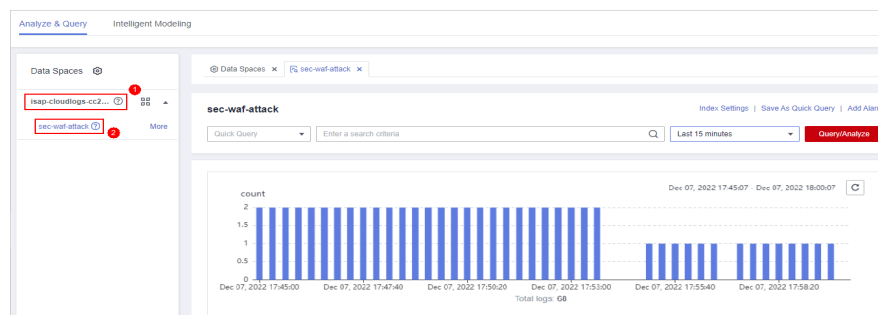 Analyze & Query Intelligent Modeling
Data Spaces
Data Spaces × sec-waf-attack ×
1
isap-cloudlogs-cc2... ?
sec-waf-attack ? 2 More
sec-waf-attack
Index Settings | Save As Quick Query | Add Alan
Quick Query Enter a search criteria Last 15 minutes Query/Analyze
Dec 07, 2022 17:45:07 - Dec 07, 2022 18:00:07
count
2
1.5
1
0.5
0
Dec 07, 2022 17:45:00 Dec 07, 2022 17:47:40 Dec 07, 2022 17:50:20 Dec 07, 2022 17:53:00 Dec 07, 2022 17:55:40 Dec 07, 2022 17:58:20
Total logs: 68